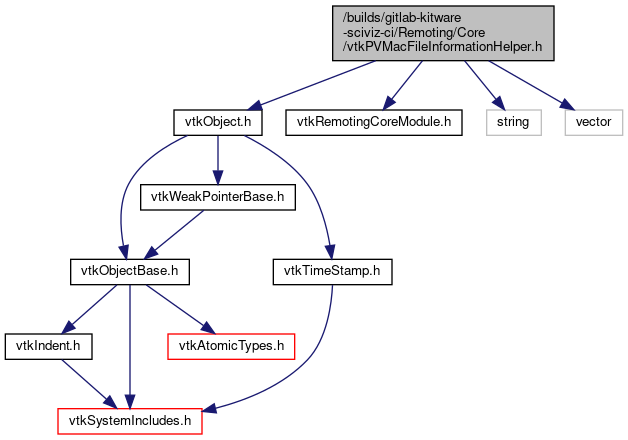 /builds/gitlab-kitware
-sciviz-ci/Remoting/Core
/vtkPVMacFileInformationHelper.h
vtkObject.h
vtkRemotingCoreModule.h
string
vector
vtkWeakPointerBase.h
vtkObjectBase.h
vtkTimeStamp.h
vtkIndent.h
vtkAtomicTypes.h
vtkSystemIncludes.h